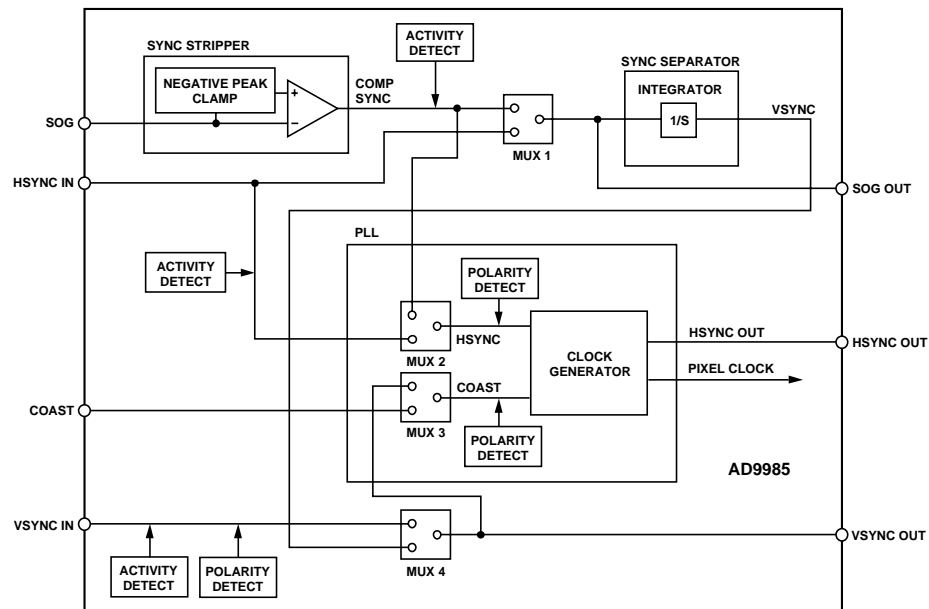 SYNC STRIPPER
ACTIVITY
DETECT
SYNC SEPARATOR
NEGATIVE PEAK
CLAMP
+
−
COMP
SYNC
INTEGRATOR
1/S
VSYNC
SOG
MUX 1
HSYNC IN
SOG OUT
PLL
ACTIVITY
DETECT
POLARITY
DETECT
HSYNC
MUX 2
CLOCK
GENERATOR
HSYNC OUT
HSYNC OUT
PIXEL CLOCK
COAST
COAST
MUX 3
POLARITY
DETECT
AD9985
VSYNC IN
VSYNC OUT
MUX 4
ACTIVITY
DETECT
POLARITY
DETECT